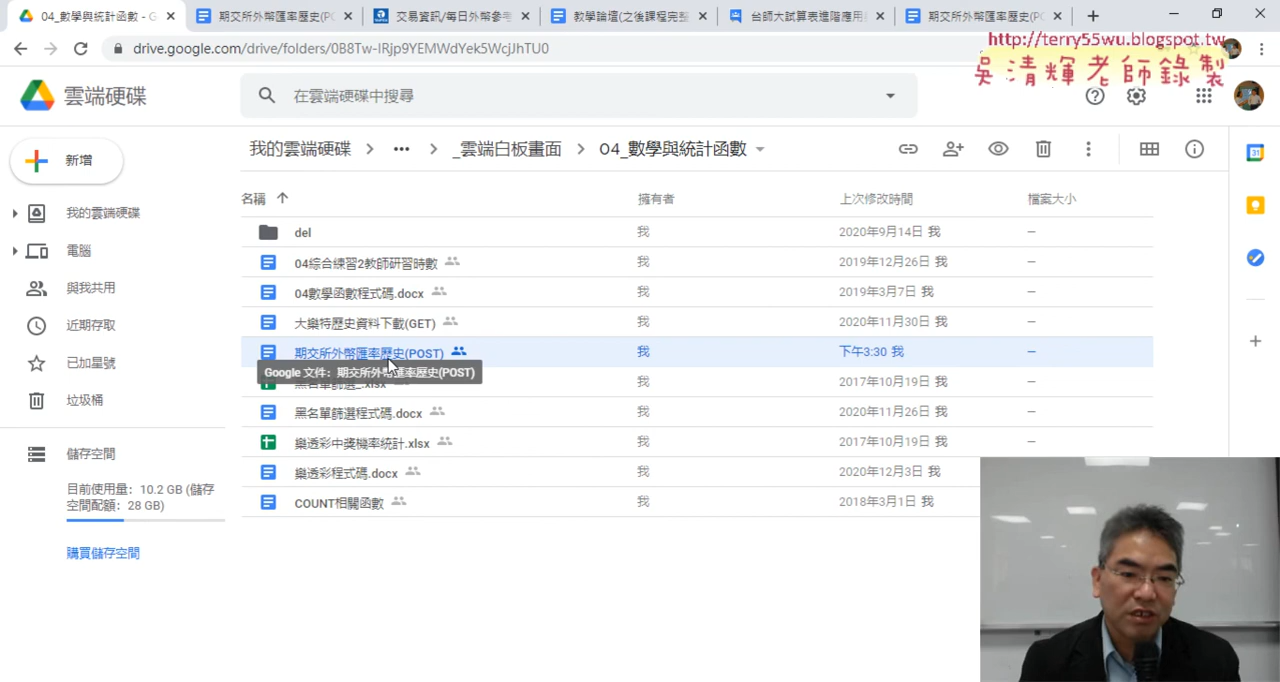 04_數學與統計函數 - G
期交所外幣匯率歷史(PO
交易資訊/每日外幣參考
教學論壇(之後課程完整
台師大試算表進階應用
期交所外幣匯率歷史(PO
drive.google.com/drive/folders/0B8Tw-IRjp9YEMWdYek5WcjJhTU0
http://terry55wu.blogspot.tw
吳清輝老師錄製
雲端硬碟
在雲端硬碟中搜尋
新增
我的雲端硬碟
_雲端白板畫面
04_數學與統計函數
名稱
擁有者
上次修改時間
檔案大小
我的雲端硬碟
電腦
與我共用
近期存取
已加星號
垃圾桶
儲存空間
目前使用量: 10.2 GB (儲存
空間配額: 28 GB)
購買儲存空間
del 我 2020年9月14日 我 –
04綜合練習2教師研習時數 我 2019年12月26日 我 –
04數學函數程式碼.docx 我 2019年3月7日 我 –
大樂特歷史資料下載(GET) 我 2020年11月30日 我 –
期交所外幣匯率歷史(POST) 我 下午3:30 我 –
Google 文件: 期交所外幣匯率歷史(POST)
黑名單篩選_.xlsx 我 2017年10月19日 我 –
黑名單篩選程式碼.docx 我 2020年11月26日 我 –
樂透彩中獎機率統計.xlsx 我 2017年10月19日 我 –
樂透彩程式碼.docx 我 2020年12月3日 我
COUNT相關函數 我 2018年3月1日 我
31